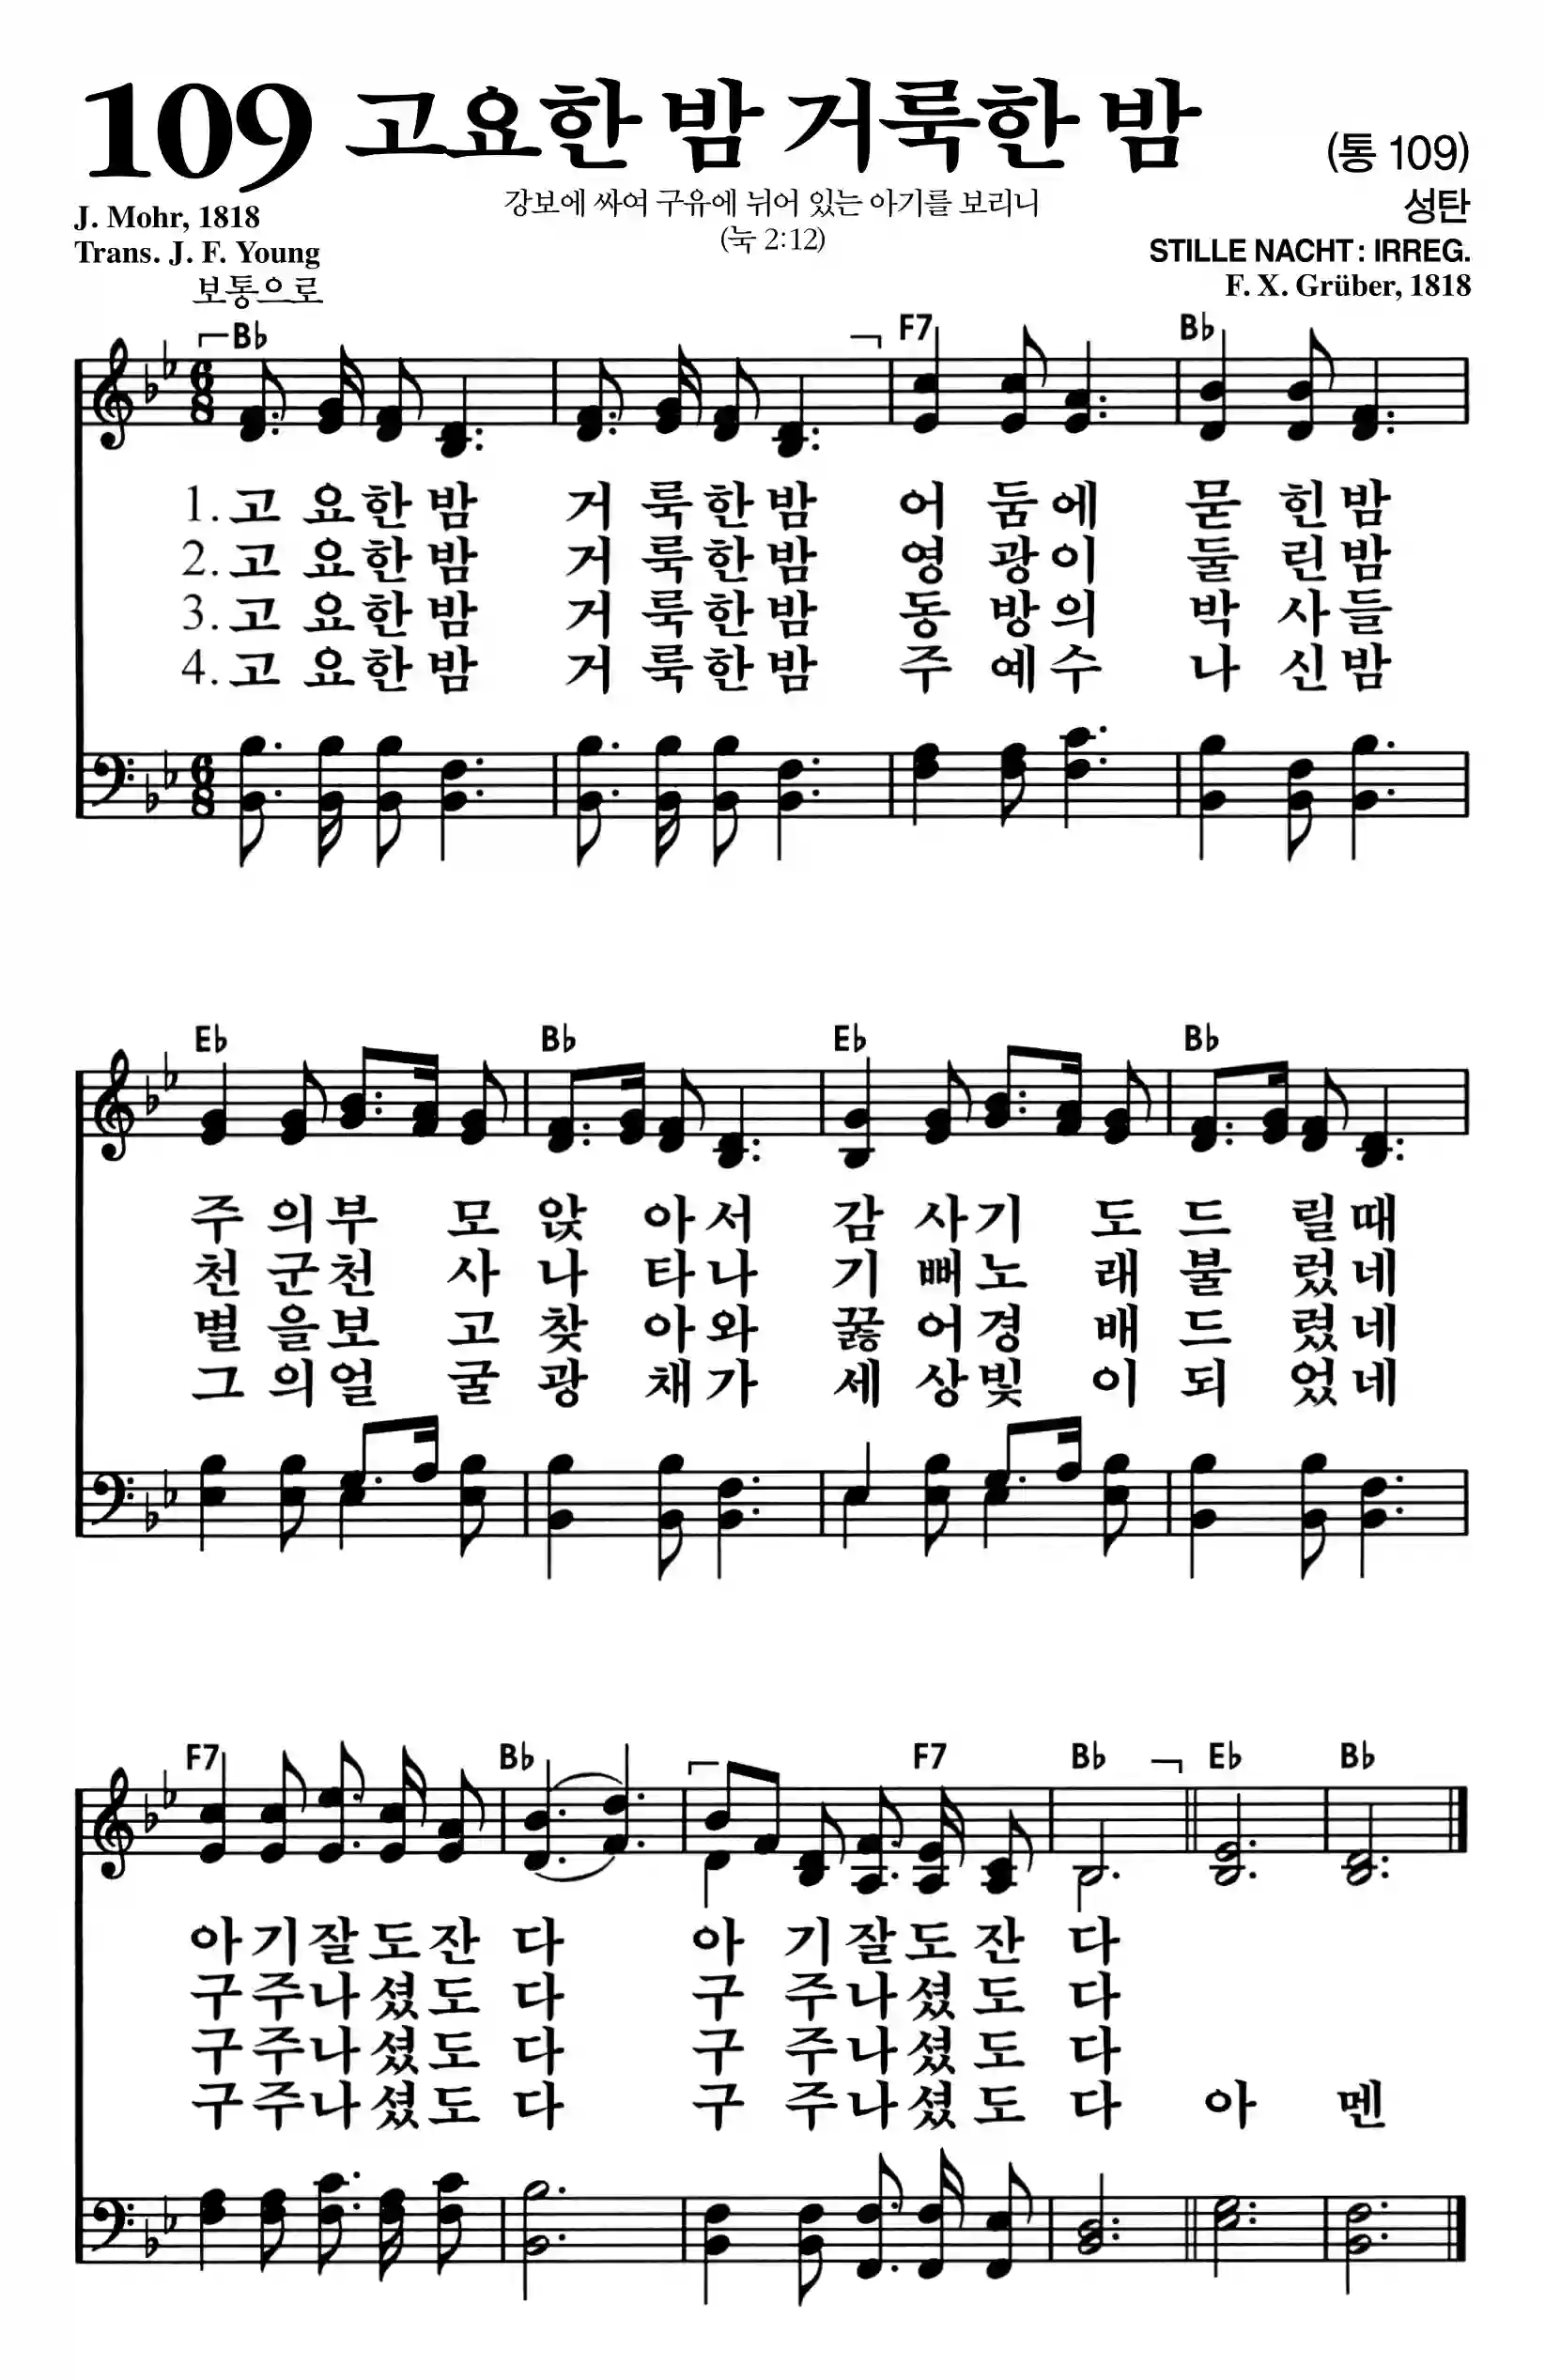 109 고요한 밤 거룩한 밤 (통 109)
강보에 싸여 구유에 뉘어 있는 아기를 보리니
(눅 2:12)
성탄
J. Mohr, 1818
Trans. J. F. Young
STILLE NACHT : IRREG.
F. X. Grüber, 1818
보통으로
B♭ F7 B♭
6 8
1. 고 요한 밤 거 룩한 밤 어 둠에 묻 힌 밤
2. 고 요한 밤 거 룩한 밤 영 광이 둘 린 밤
3. 고 요한 밤 거 룩한 밤 동 방의 박 사들
4. 고 요한 밤 거 룩한 밤 주 예수 나 신 밤
6 8
E♭ B♭ E♭ B♭
주 의부 모 앉 아서 감 사기 도 드 릴때
천 군천 사 나 타나 기 뻐노 래 불 렀네
별 을보 고 찾 아와 꿇 어경 배 드 렸네
그 의얼 굴 광 채가 세 상빛 이 되 었네
F7 B♭ F7 B♭ E♭ B♭
아 기 잘 도 잔 다 아 기 잘 도 잔 다
구 주 나 셨 도 다 구 주 나 셨 도 다
구 주 나 셨 도 다 구 주 나 셨 도 다
구 주 나 셨 도 다 구 주 나 셨 도 다 아 멘